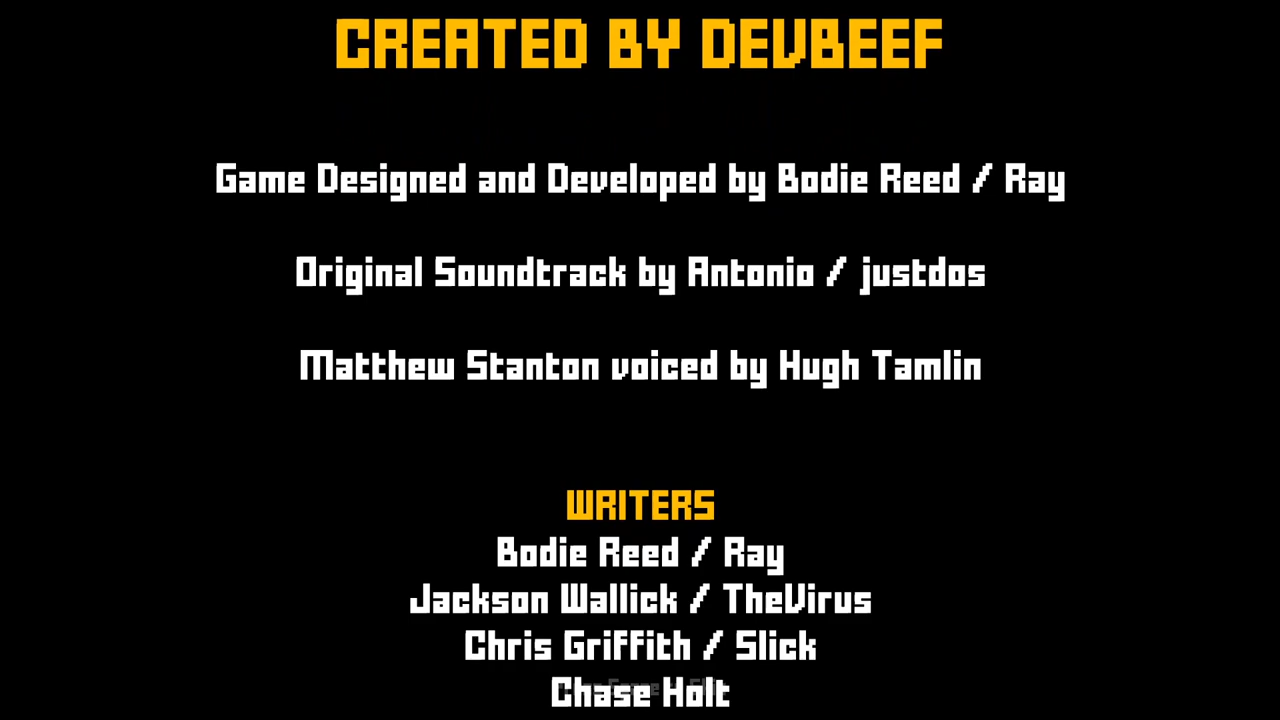 CREATED BY DEVBEEF
Game Designed and Developed by Bodie Reed / Ray
Original Soundtrack by Antonio / justdos
Matthew Stanton voiced by Hugh Tamlin
WRITERS
Bodie Reed / Ray
Jackson Wallick / TheVirus
Chris Griffith / Slick
Chase Holt